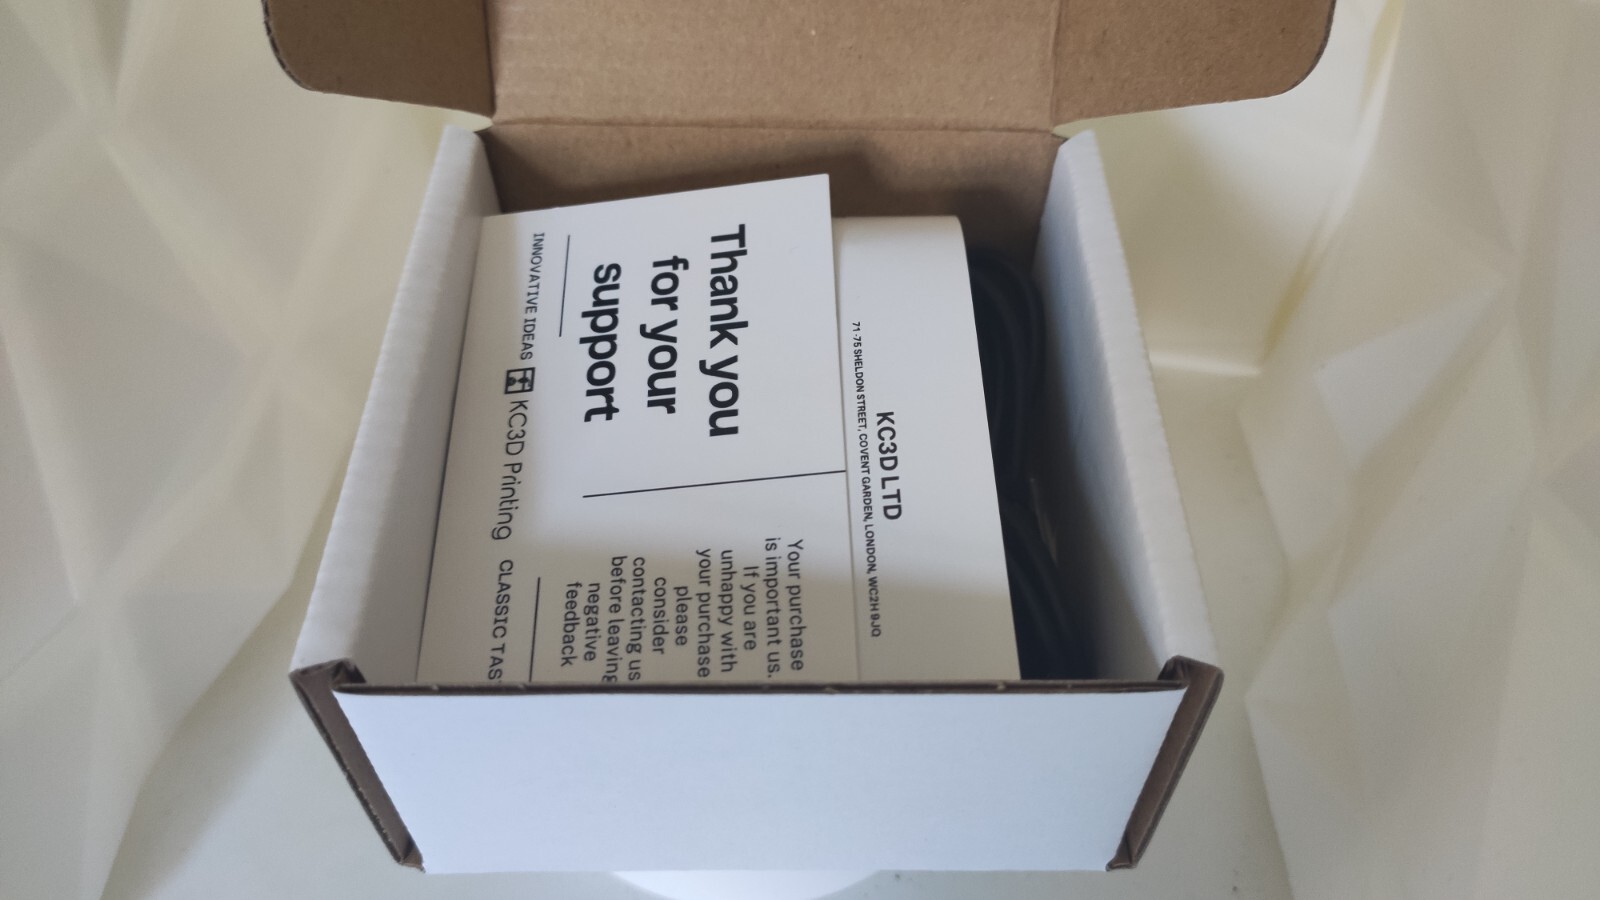 KC3D LTD
71-75 SHELDON STREET, COVENT GARDEN, LONDON, WC2H 9JQ
Thank you
for your
support
Your purchase
is important us.
If you are
unhappy with
your purchase
please
consider
contacting us
before leaving
negative
feedback
INNOVATIVE IDEAS KC3D Printing CLASSIC TAS